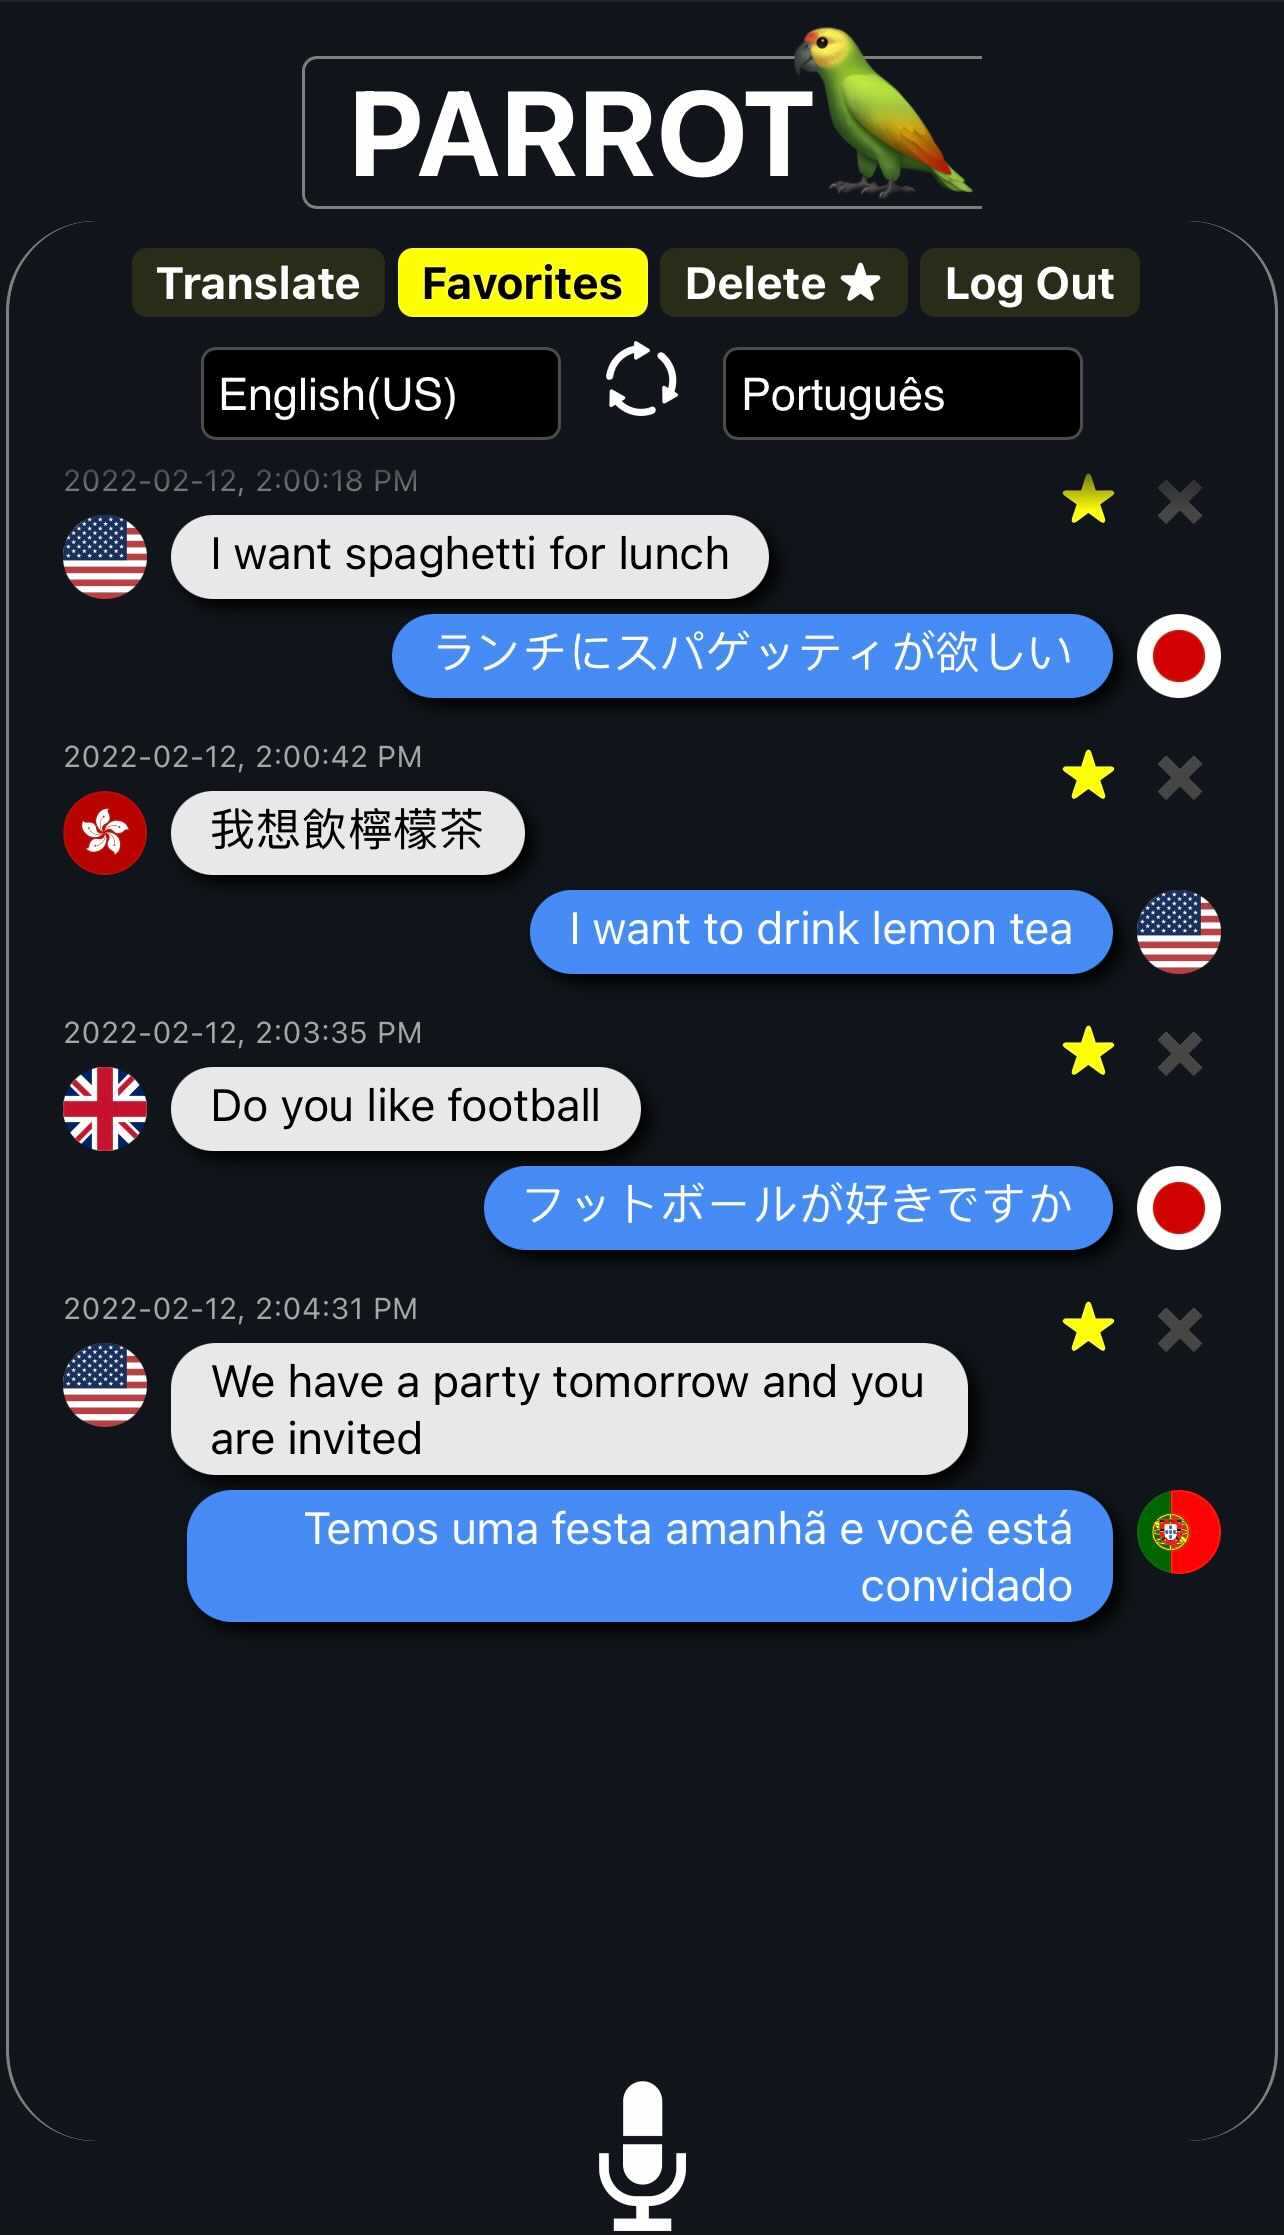 PARROT
Translate Favorites Delete ★ Log Out
English(US) Português
2022-02-12, 2:00:18 PM
I want spaghetti for lunch
ランチにスパゲッティが欲しい
2022-02-12, 2:00:42 PM
我想飲檸檬茶
I want to drink lemon tea
2022-02-12, 2:03:35 PM
Do you like football
フットボールが好きですか
2022-02-12, 2:04:31 PM
We have a party tomorrow and you
are invited
Temos uma festa amanhã e você está
convidado